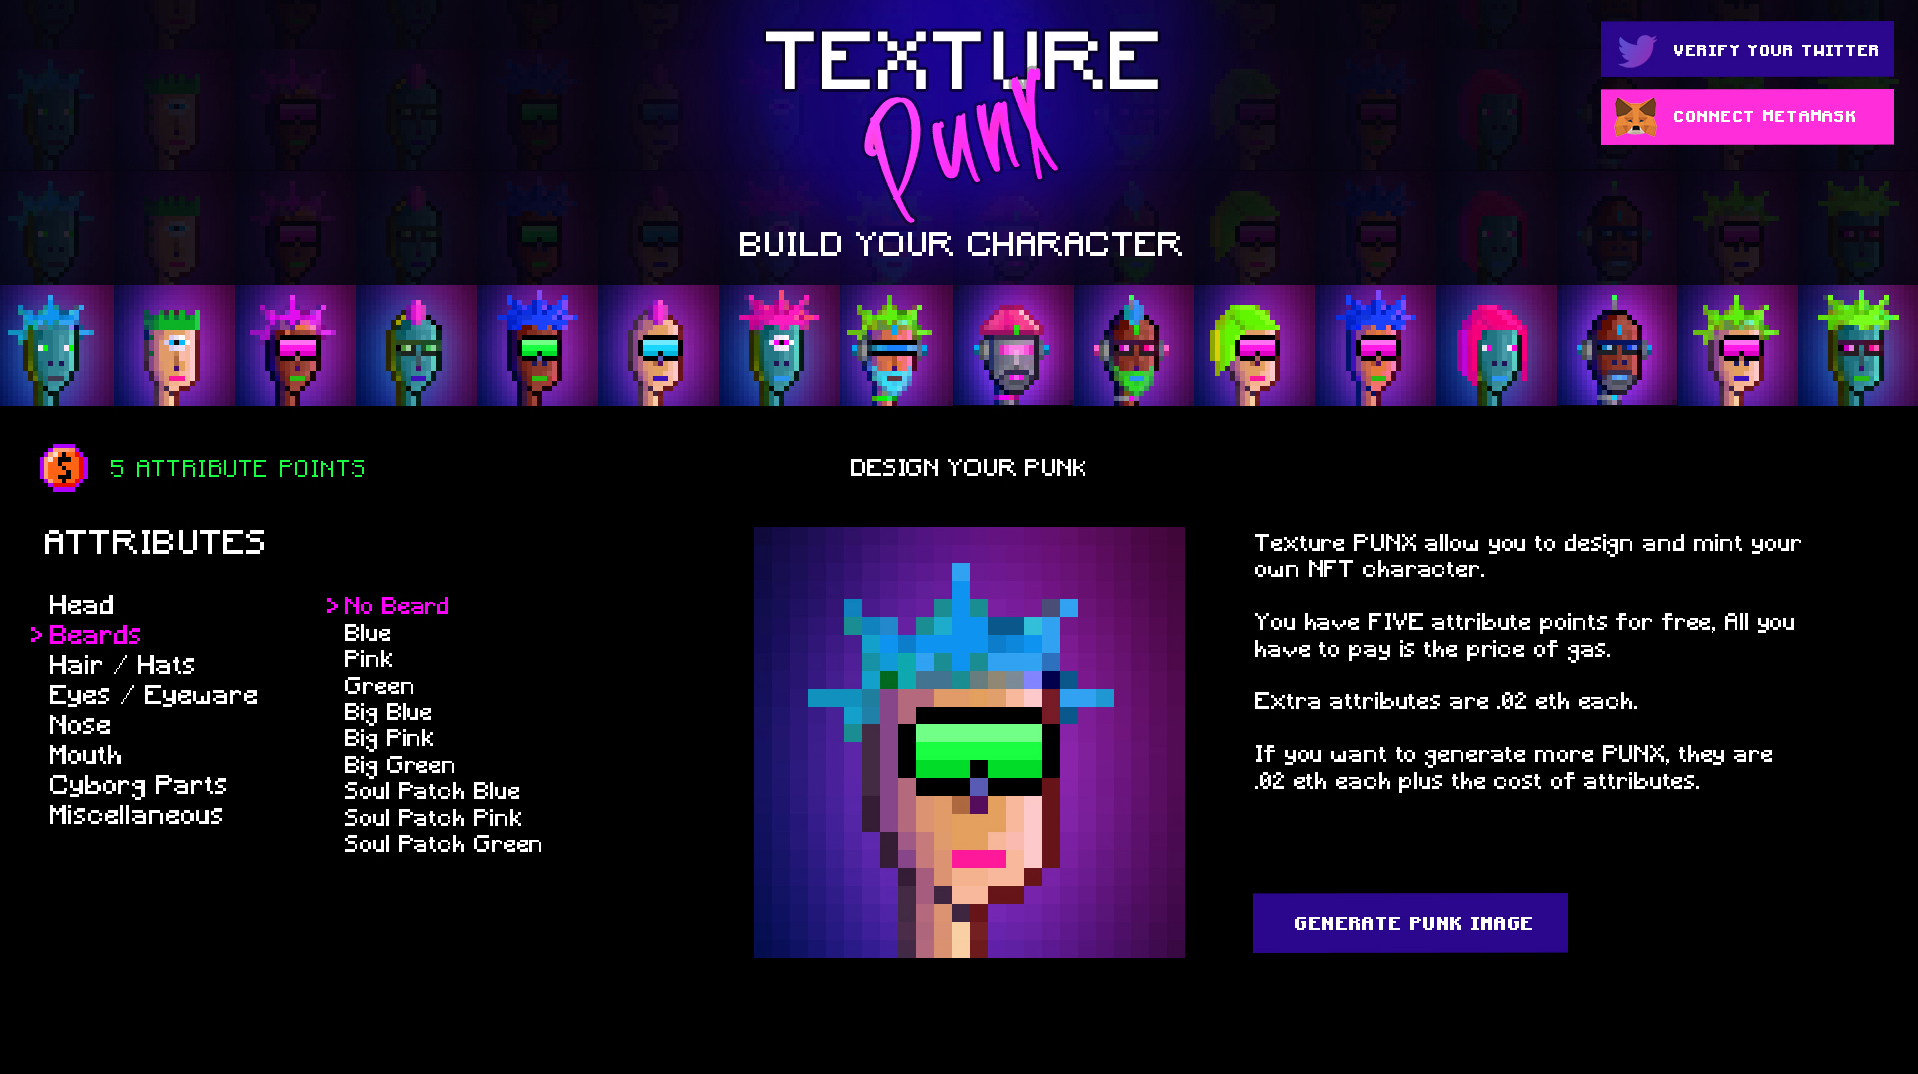 TEXTURE
Punx
VERIFY YOUR TWITTER
CONNECT METAMASK
BUILD YOUR CHARACTER
$
5 ATTRIBUTE POINTS
DESIGN YOUR PUNK
ATTRIBUTES
Head
> Beards
Hair / Hats
Eyes / Eyeware
Nose
Mouth
Cyborg Parts
Miscellaneous
> No Beard
Blue
Pink
Green
Big Blue
Big Pink
Big Green
Soul Patch Blue
Soul Patch Pink
Soul Patch Green
Texture PUNX allow you to design and mint your
own NFT character.
You have FIVE attribute points for free, All you
have to pay is the price of gas.
Extra attributes are .02 eth each.
If you want to generate more PUNX, they are
.02 eth each plus the cost of attributes.
GENERATE PUNK IMAGE